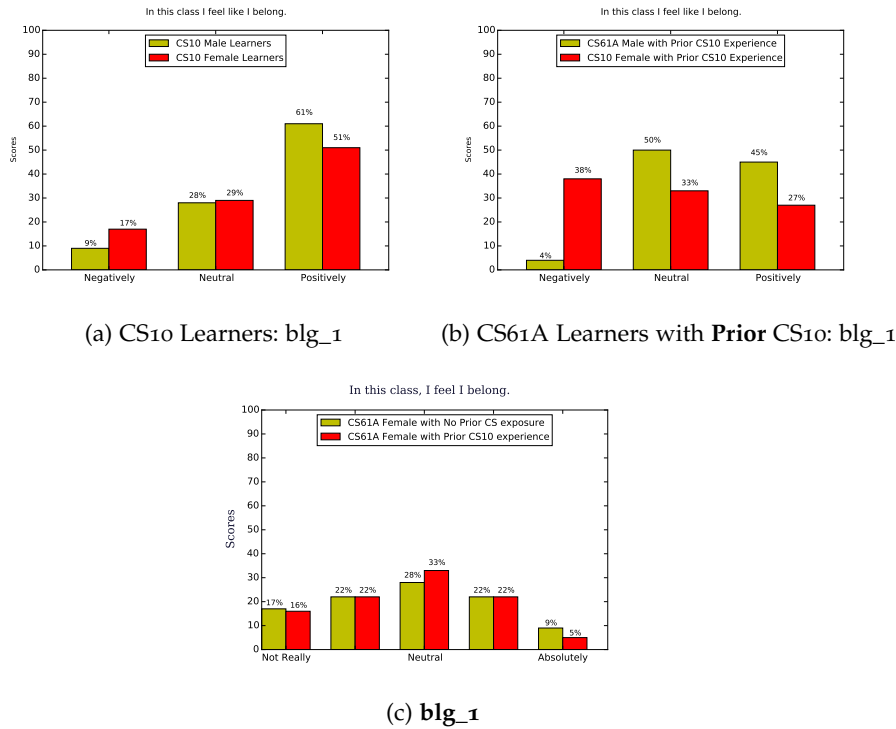 In this class I feel like I belong.
100
90
80
70
60
50
40
30
20
10
0
Scores
CS10 Male Learners
CS10 Female Learners
9%
17%
28%
29%
61%
51%
Negatively
Neutral
Positively
(a) CS10 Learners: blg_1
In this class I feel like I belong.
100
90
80
70
60
50
40
30
20
10
0
Scores
CS61A Male with Prior CS10 Experience
CS10 Female with Prior CS10 Experience
4%
38%
50%
33%
45%
27%
Negatively
Neutral
Positively
(b) CS61A Learners with Prior CS10: blg_1
In this class, I feel I belong.
100
90
80
70
60
50
40
30
20
10
0
Scores
CS61A Female with No Prior CS exposure
CS61A Female with Prior CS10 experience
17%
16%
22%
22%
28%
33%
22%
22%
9%
5%
Not Really
Neutral
Absolutely
(c) blg_1